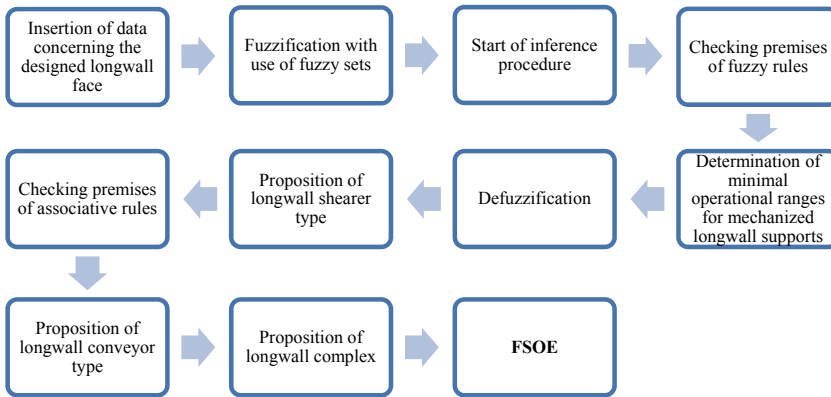 Insertion of data
concerning the
designed longwall
face
Fuzzification with
use of fuzzy sets
Start of inference
procedure
Checking premises
of fuzzy rules
Determination of
minimal
operational ranges
for mechanized
longwall supports
Defuzzification
Proposition of
longwall shearer
type
Checking premises
of associative rules
Proposition of
longwall conveyor
type
Proposition of
longwall complex
FSOE